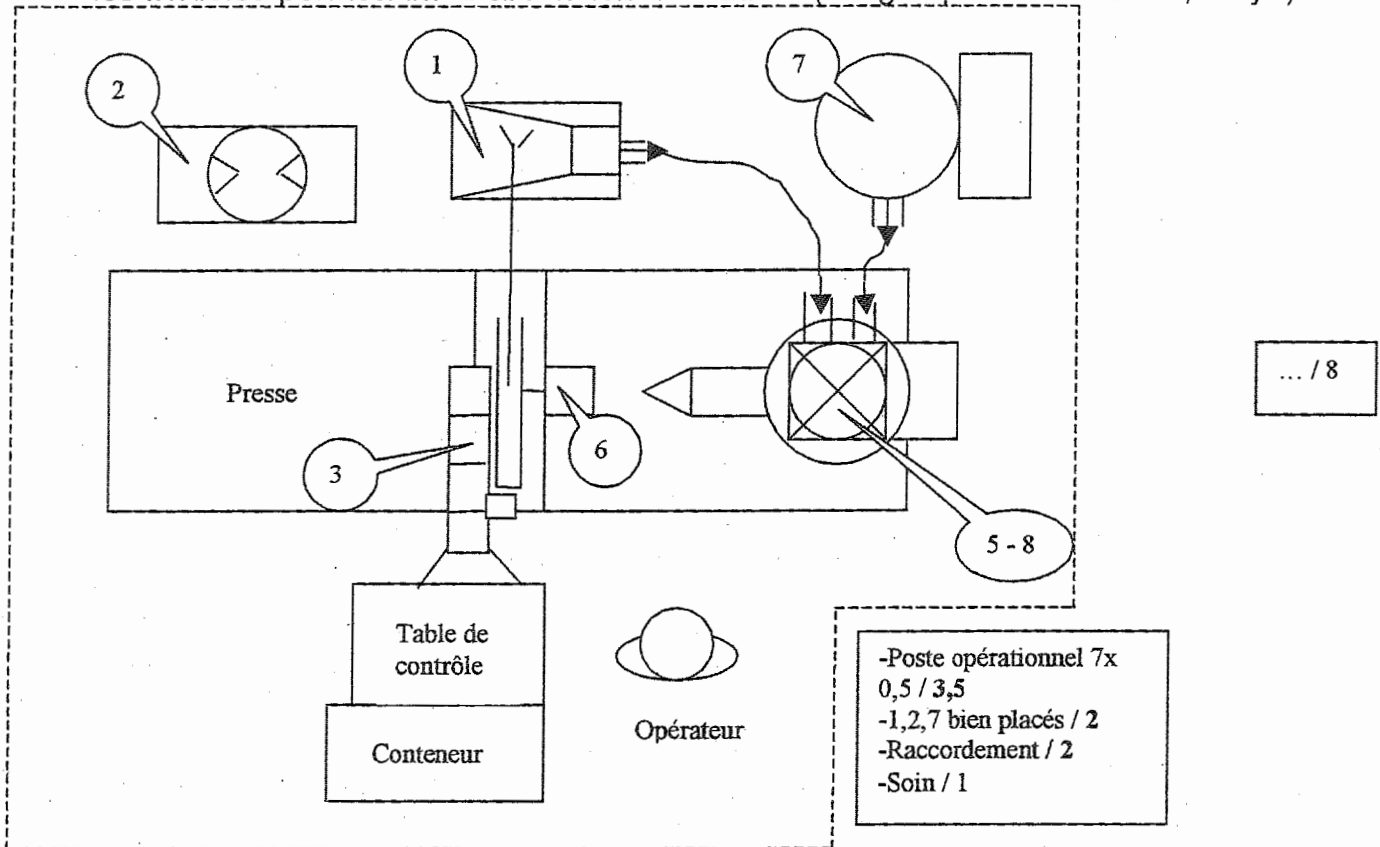 2
1
7
Presse
... / 8
3
6
5 - 8
Table de
contrôle
Opérateur
Conteneur
-Poste opérationnel 7x
0,5 / 3,5
-1,2,7 bien placés / 2
-Raccordement / 2
-Soin / 1